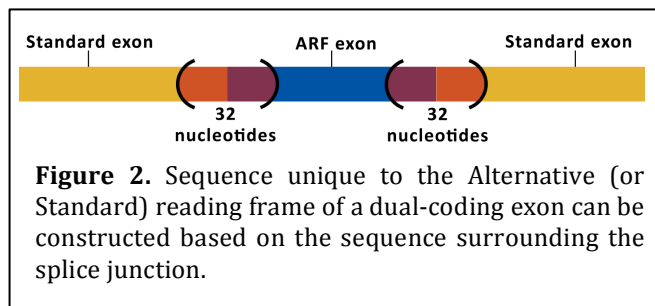 Standard exon ARF exon Standard exon
32 32
nucleotides nucleotides
Figure 2. Sequence unique to the Alternative (or
Standard) reading frame of a dual-coding exon can be
constructed based on the sequence surrounding the
splice junction.